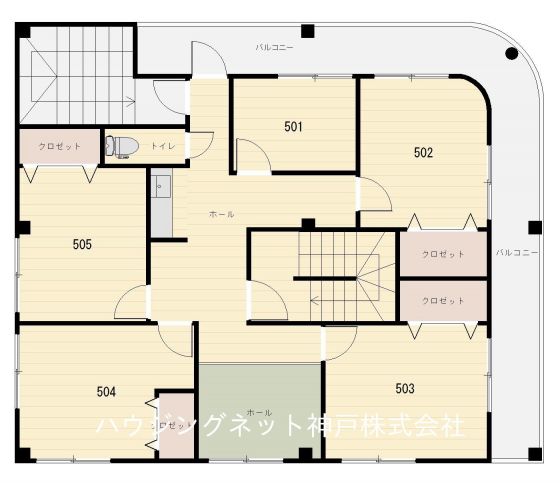 バルコニー
501
502
クロゼット
トイレ
ホール
505
クロゼット
バルコニー
クロゼット
504
503
ホール
クロゼット
ハウジングネット神戸株式会社